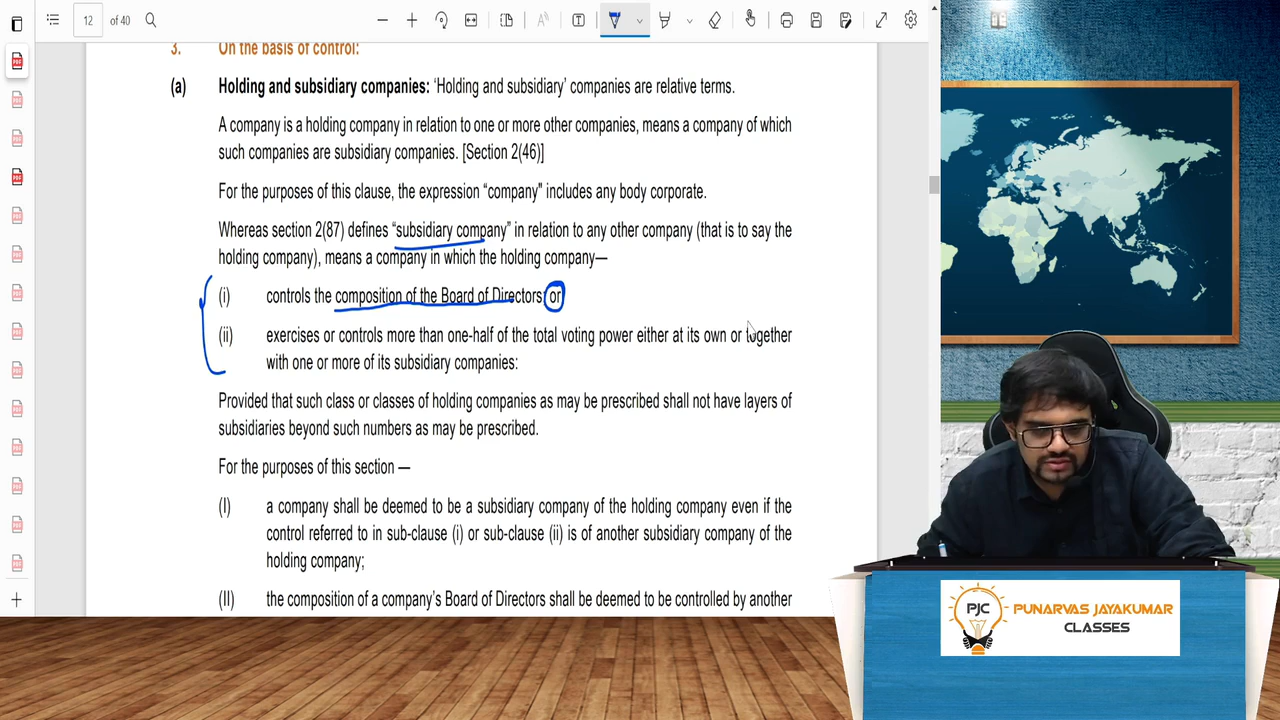 12 of 40
3. On the basis of control:
(a) Holding and subsidiary companies: 'Holding and subsidiary' companies are relative terms.
A company is a holding company in relation to one or more other companies, means a company of which
such companies are subsidiary companies. [Section 2(46)]
For the purposes of this clause, the expression “company" includes any body corporate.
Whereas section 2(87) defines “subsidiary company” in relation to any other company (that is to say the
holding company), means a company in which the holding company—
(i) controls the composition of the Board of Directors or
(ii) exercises or controls more than one-half of the total voting power either at its own or together
with one or more of its subsidiary companies:
Provided that such class or classes of holding companies as may be prescribed shall not have layers of
subsidiaries beyond such numbers as may be prescribed.
For the purposes of this section —
(I) a company shall be deemed to be a subsidiary company of the holding company even if the
control referred to in sub-clause (i) or sub-clause (ii) is of another subsidiary company of the
holding company;
(II) the composition of a company's Board of Directors shall be deemed to be controlled by another
PJC
PUNARVAS JAYAKUMAR
CLASSES